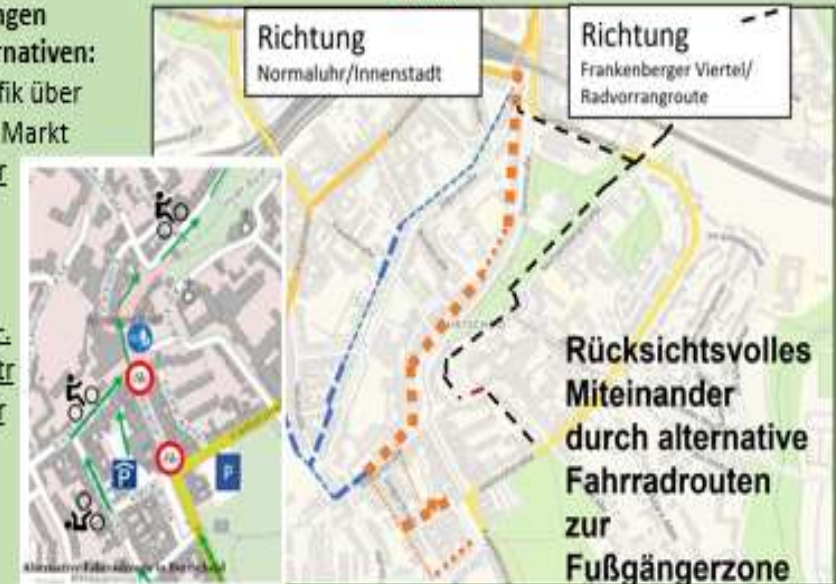 ngen
rnativen:
fik über
Markt
r
tr
r
Richtung
Normaluhr/Innenstadt
Richtung
Frankenberger Viertel/
Radvorrangroute
P
P
Rücksichtsvolles
Miteinander
durch alternative
Fahrradrouten
zur
Fußgängerzone